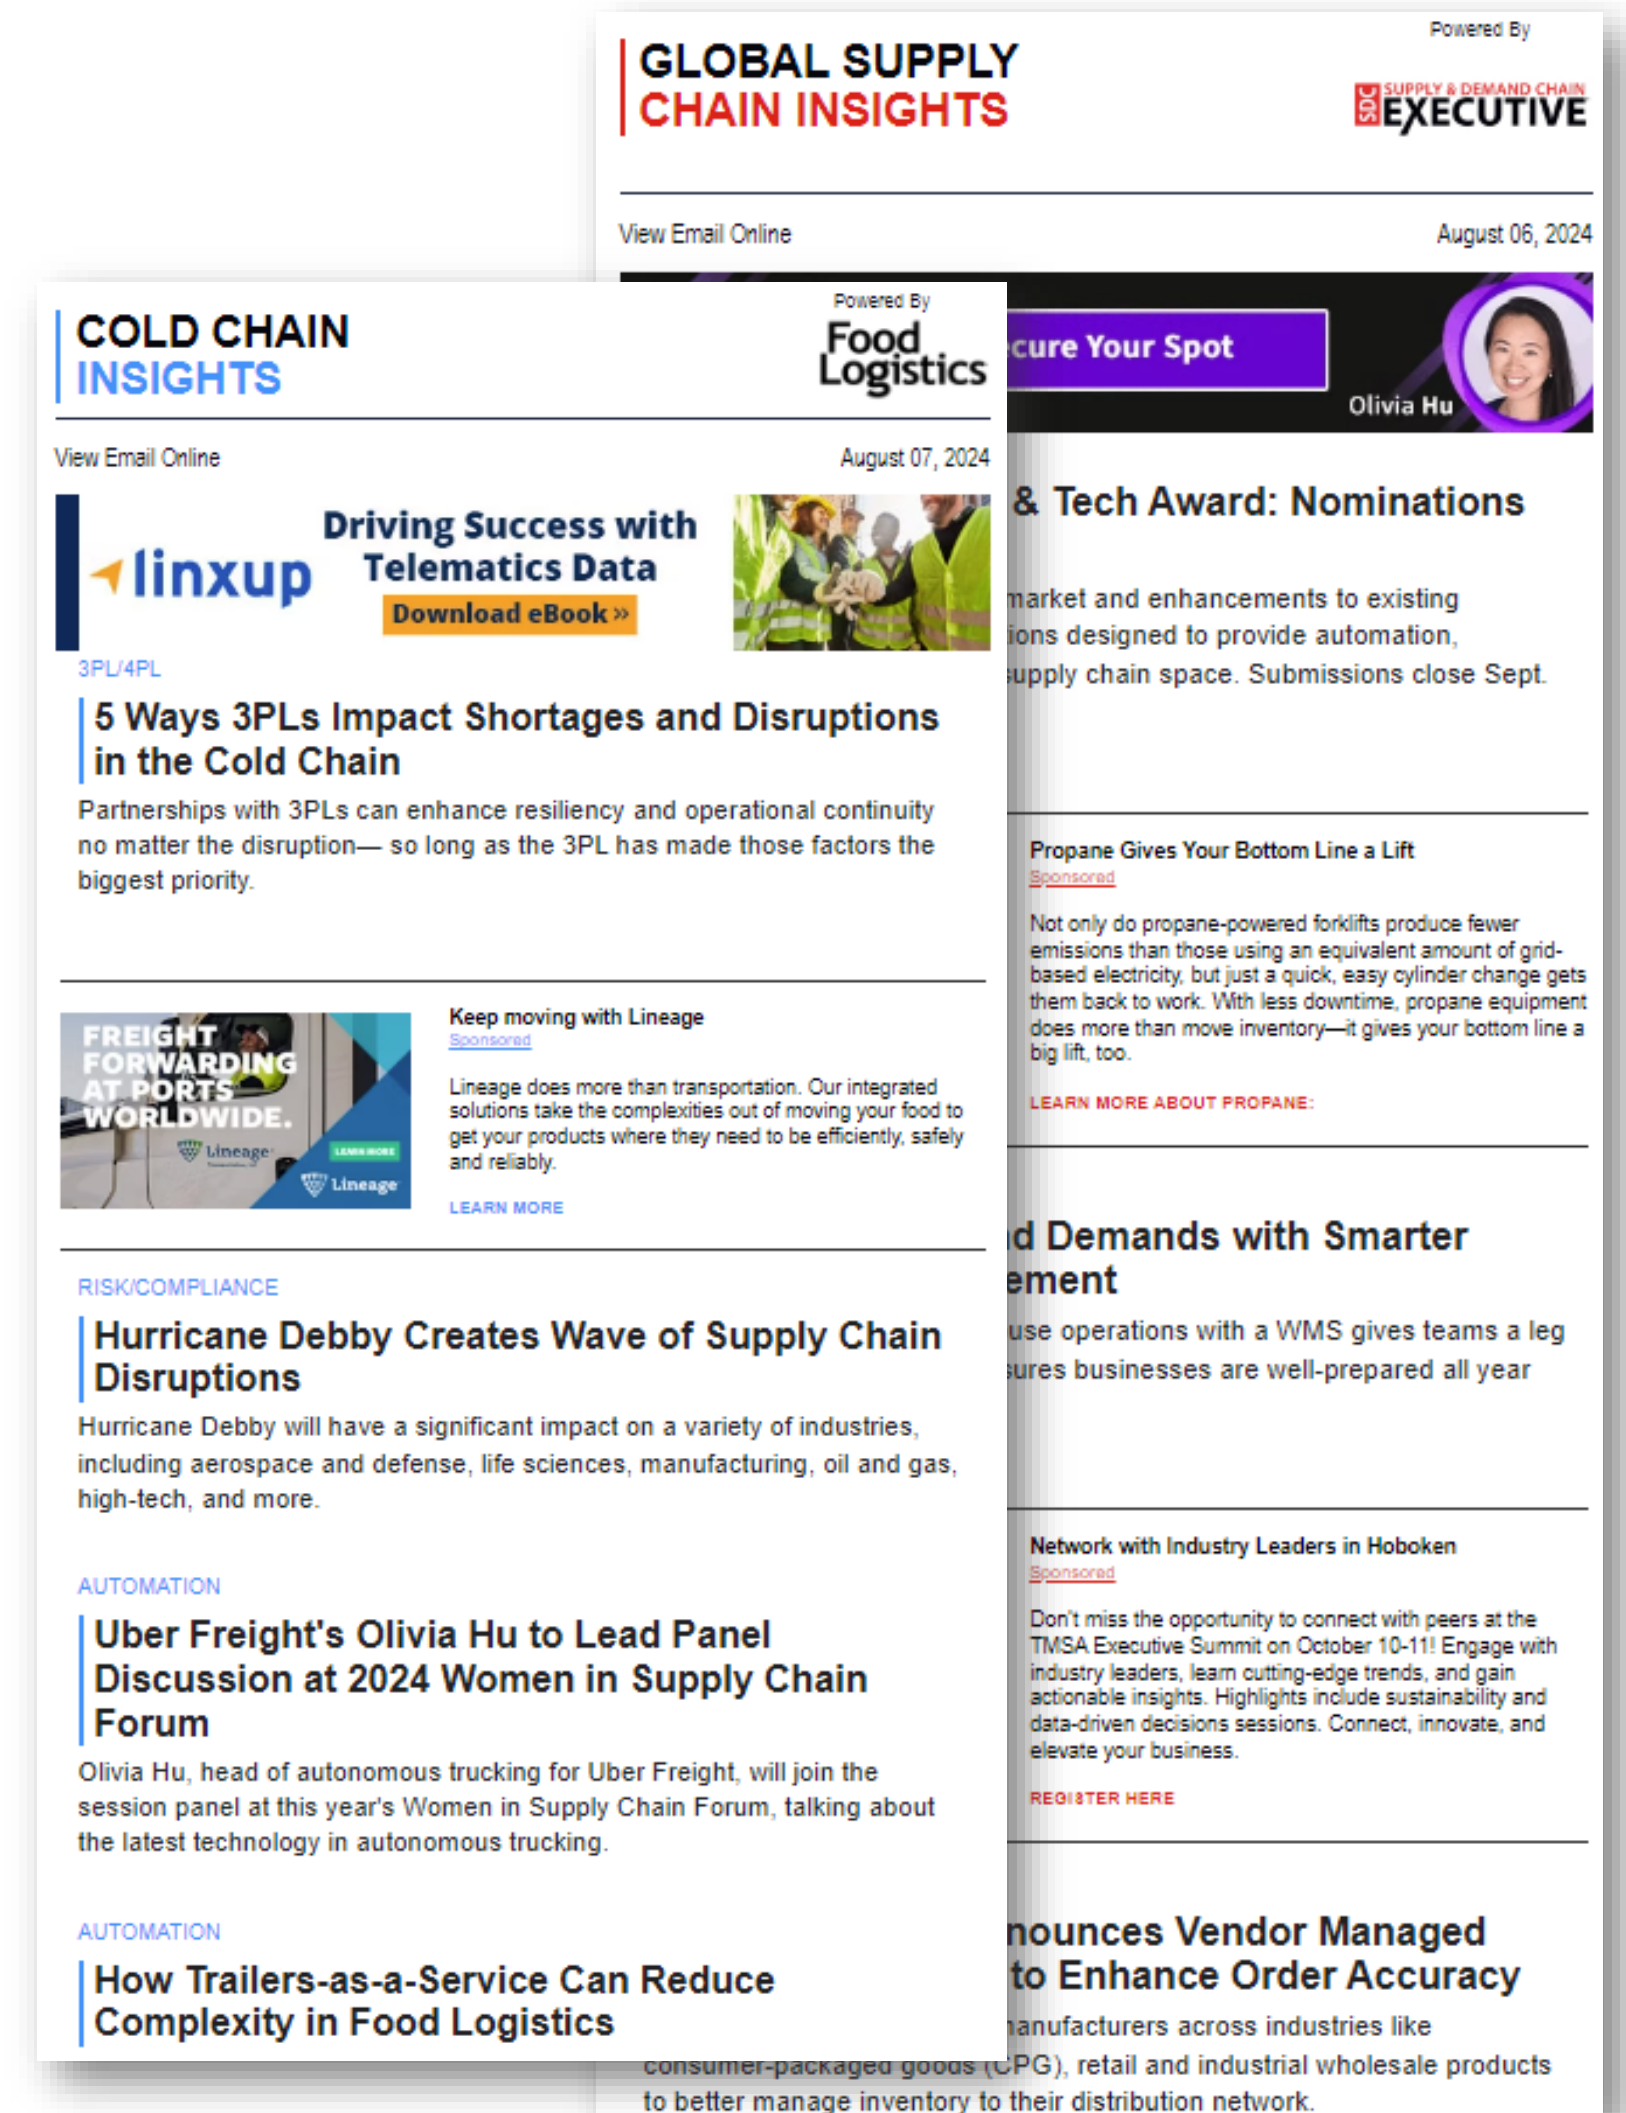 Powered By
GLOBAL SUPPLY
CHAIN INSIGHTS
SDC SUPPLY & DEMAND CHAIN
EXECUTIVE
View Email Online
August 06, 2024
Your Spot
Olivia Hu
& Tech Award: Nominations
market and enhancements to existing
designed to provide automation,
supply chain space. Submissions close Sept.
Propane Gives Your Bottom Line a Lift
Sponsored
Not only do propane-powered forklifts produce fewer
emissions than those using an equivalent amount of grid-
based electricity, but just a quick, easy cylinder change gets
them back to work. With less downtime, propane equipment
does more than move inventory—it gives your bottom line a
big lift, too.
LEARN MORE ABOUT PROPANE:
Demands with Smarter
ement
use operations with a WMS gives teams a leg
sures businesses are well-prepared all year
Network with Industry Leaders in Hoboken
Sponsored
Don't miss the opportunity to connect with peers at the
TMSA Executive Summit on October 10-11! Engage with
industry leaders, learn cutting-edge trends, and gain
actionable insights. Highlights include sustainability and
data-driven decisions sessions. Connect, innovate, and
elevate your business.
REGISTER HERE
nounces Vendor Managed
to Enhance Order Accuracy
manufacturers across industries like
consumer-packaged goods (CPG), retail and industrial wholesale products
to better manage inventory to their distribution network.
COLD CHAIN
INSIGHTS
Powered By
Food
Logistics
View Email Online
August 07, 2024
linxup
Driving Success with
Telematics Data
Download eBook »
3PL/4PL
5 Ways 3PLs Impact Shortages and Disruptions
in the Cold Chain
Partnerships with 3PLs can enhance resiliency and operational continuity
no matter the disruption— so long as the 3PL has made those factors the
biggest priority.
FREIGHT
FORWARDING
AT PORTS
WORLDWIDE.
Lineage
LEARN MORE
Lineage
Keep moving with Lineage
Sponsored
Lineage does more than transportation. Our integrated
solutions take the complexities out of moving your food to
get your products where they need to be efficiently, safely
and reliably.
LEARN MORE
RISK/COMPLIANCE
Hurricane Debby Creates Wave of Supply Chain
Disruptions
Hurricane Debby will have a significant impact on a variety of industries,
including aerospace and defense, life sciences, manufacturing, oil and gas,
high-tech, and more.
AUTOMATION
Uber Freight's Olivia Hu to Lead Panel
Discussion at 2024 Women in Supply Chain
Forum
Olivia Hu, head of autonomous trucking for Uber Freight, will join the
session panel at this year's Women in Supply Chain Forum, talking about
the latest technology in autonomous trucking.
AUTOMATION
How Trailers-as-a-Service Can Reduce
Complexity in Food Logistics